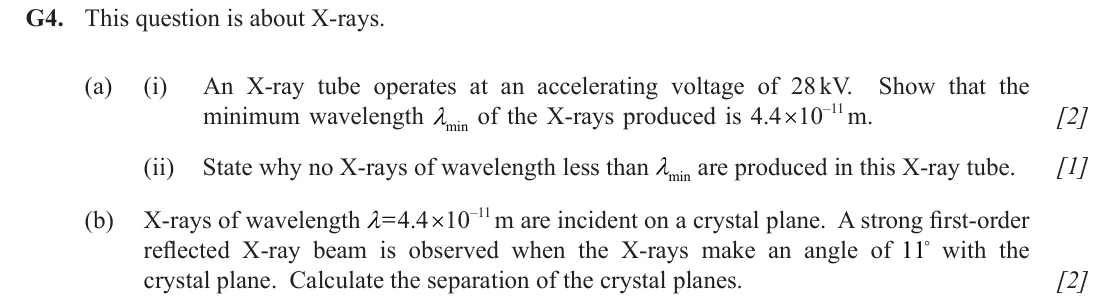 G4. This question is about X-rays.
(a) (i) An X-ray tube operates at an accelerating voltage of 28 kV. Show that the
minimum wavelength λmin of the X-rays produced is 4.4×10⁻¹¹ m. [2]
(ii) State why no X-rays of wavelength less than λmin are produced in this X-ray tube. [1]
(b) X-rays of wavelength λ=4.4×10⁻¹¹ m are incident on a crystal plane. A strong first-order
reflected X-ray beam is observed when the X-rays make an angle of 11° with the
crystal plane. Calculate the separation of the crystal planes. [2]